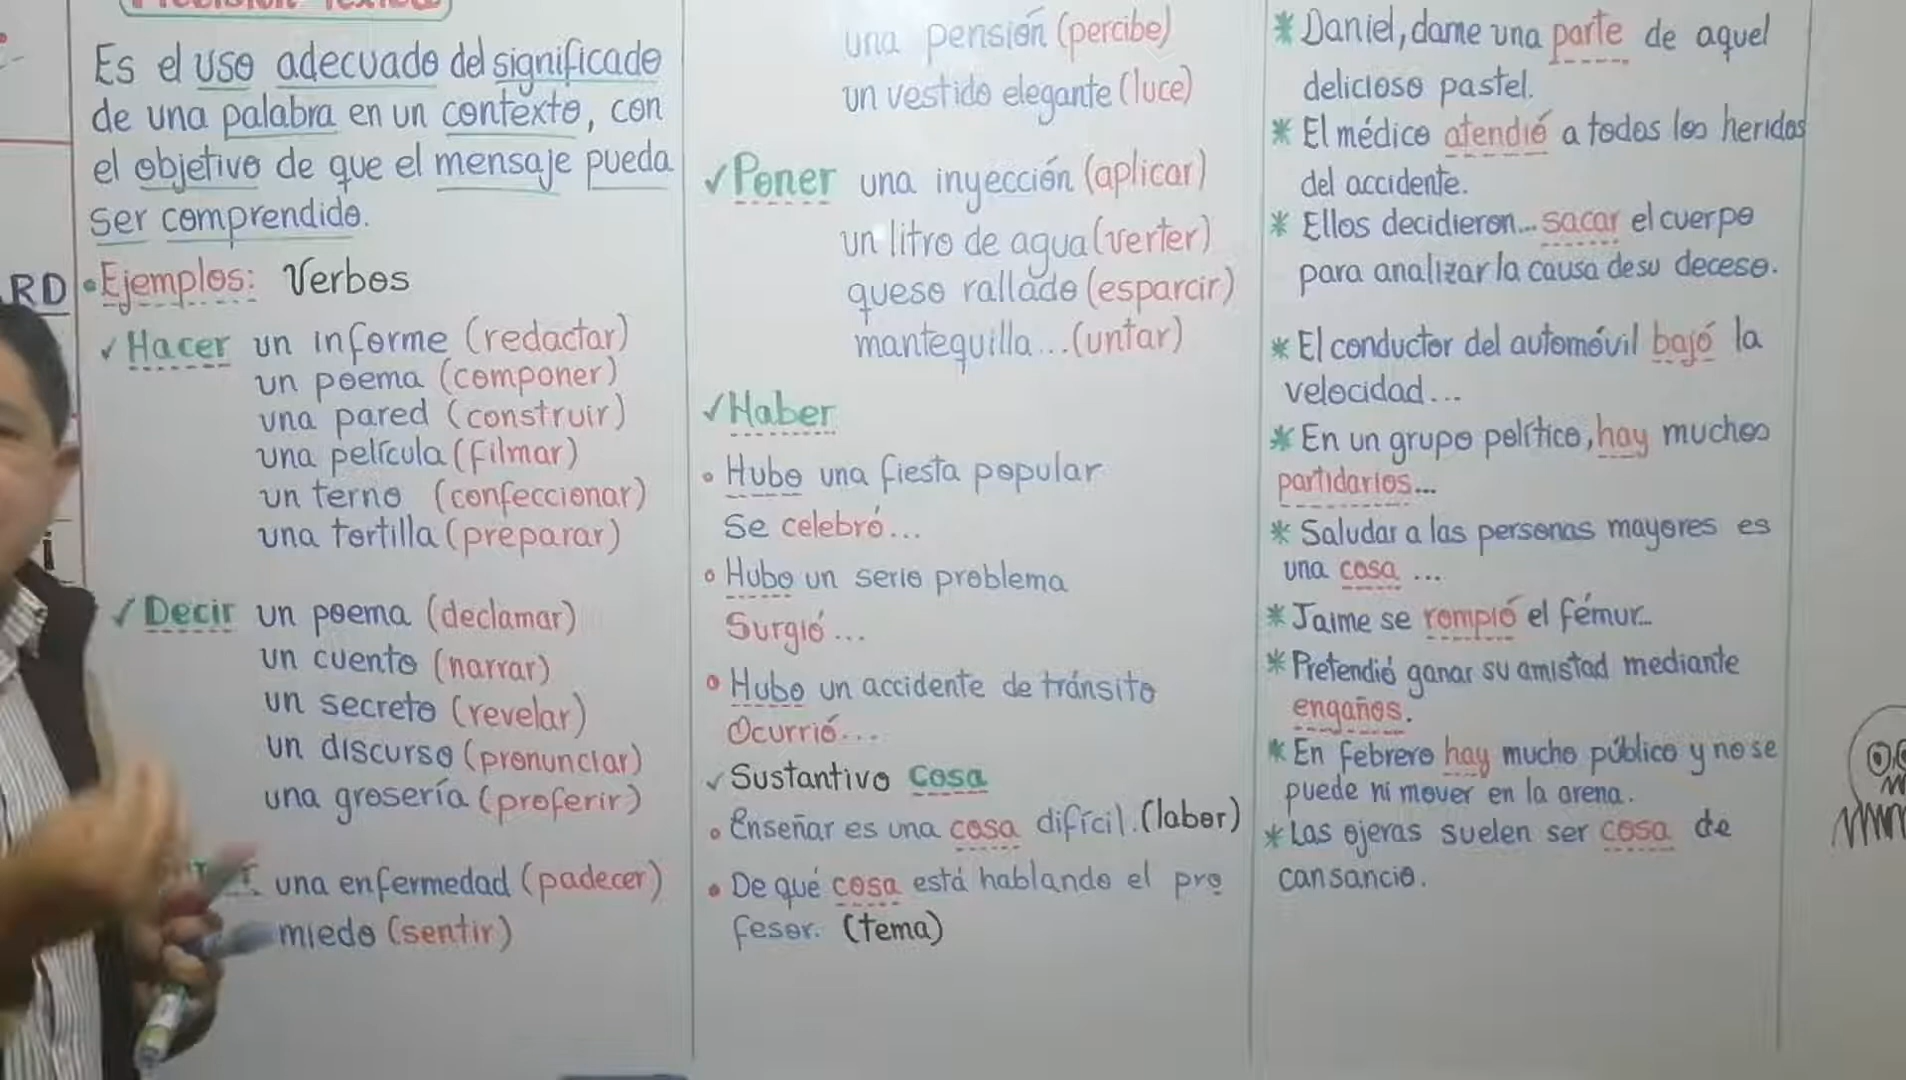 Precisión Léxica
Es el uso adecuado del significado
de una palabra en un contexto, con
el objetivo de que el mensaje pueda
ser comprendido.
RD
• Ejemplos: Verbos
✓ Hacer un informe (redactar)
un poema (componer)
una pared (construir)
una película (filmar)
un terno (confeccionar)
una tortilla (preparar)
✓ Decir un poema (declamar)
un cuento (narrar)
un secreto (revelar)
un discurso (pronunciar)
una grosería (proferir)
una enfermedad (padecer)
miedo (sentir)
una pensión (percibe)
un vestido elegante (luce)
✓ Poner una inyección (aplicar)
un litro de agua (verter)
queso rallado (esparcir)
mantequilla... (untar)
✓ Haber
• Hubo una fiesta popular
Se celebró...
• Hubo un serio problema
Surgió...
• Hubo un accidente de tránsito
Ocurrió...
✓ Sustantivo Cosa
• Enseñar es una cosa difícil. (labor)
• De qué cosa está hablando el pro
fesor. (tema)
* Daniel, dame una parte de aquel
delicioso pastel.
* El médico atendió a todos los heridos
del accidente.
* Ellos decidieron... sacar el cuerpo
para analizar la causa de su deceso.
* El conductor del automóvil bajó la
velocidad...
* En un grupo político, hay muchos
partidarios...
* Saludar a las personas mayores es
una cosa ...
* Jaime se rompió el fémur...
* Pretendió ganar su amistad mediante
engaños.
* En febrero hay mucho público y no se
puede ni mover en la arena.
* Las ojeras suelen ser cosa de
cansancio.